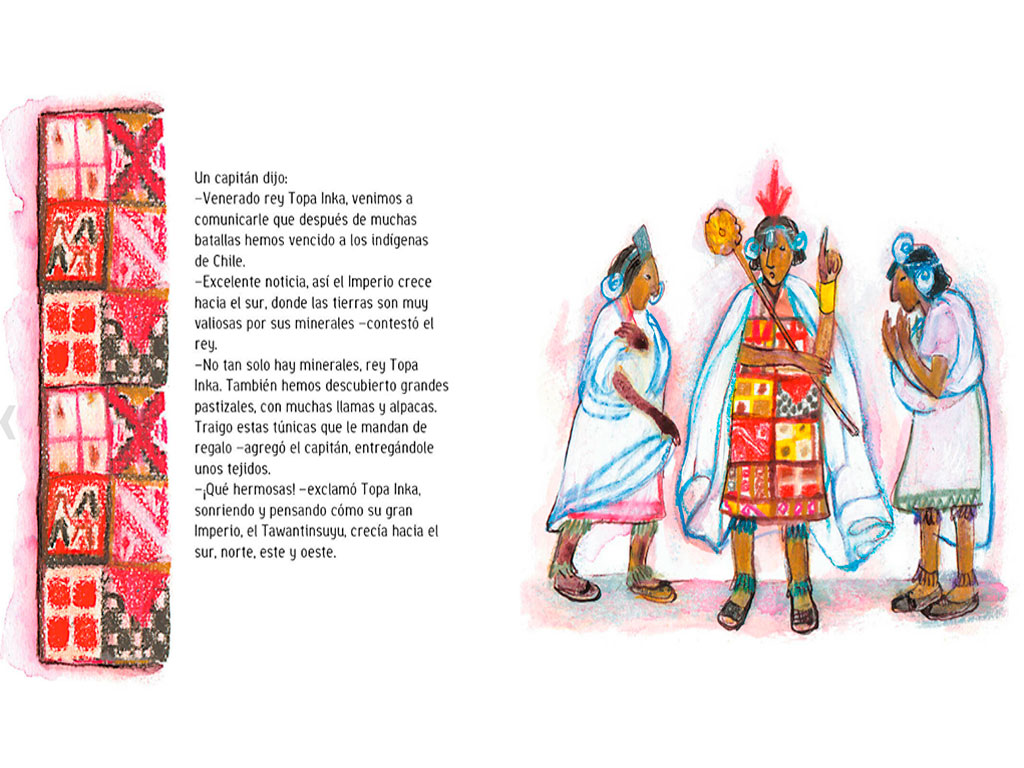 Un capitán dijo:
–Venerado rey Topa Inka, venimos a
comunicarle que después de muchas
batallas hemos vencido a los indígenas
de Chile.
–Excelente noticia, así el Imperio crece
hacia el sur, donde las tierras son muy
valiosas por sus minerales –contestó el
rey.
–No tan solo hay minerales, rey Topa
Inka. También hemos descubierto grandes
pastizales, con muchas llamas y alpacas.
Traigo estas túnicas que le mandan de
regalo –agregó el capitán, entregándole
unos tejidos.
–¡Qué hermosas! –exclamó Topa Inka,
sonriendo y pensando cómo su gran
Imperio, el Tawantinsuyu, crecía hacia el
sur, norte, este y oeste.